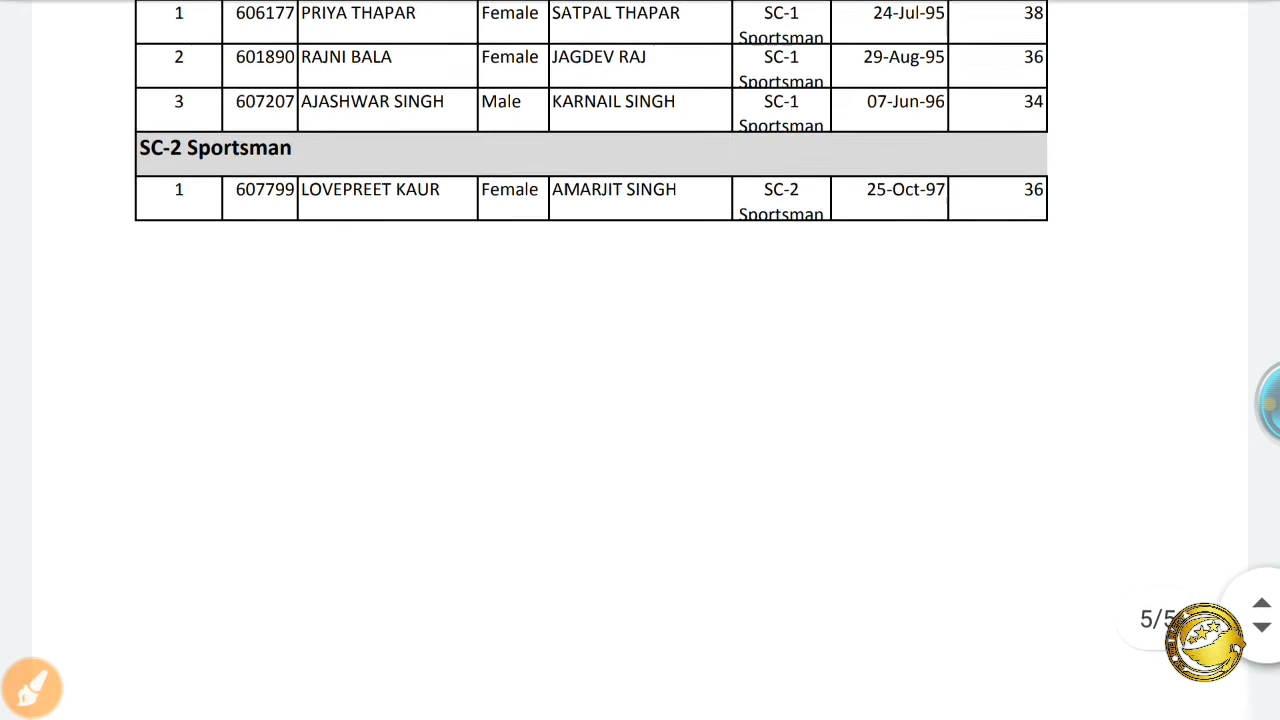 1 606177 PRIYA THAPAR Female SATPAL THAPAR SC-1 Sportsman 24-Jul-95 38
2 601890 RAJNI BALA Female JAGDEV RAJ SC-1 Sportsman 29-Aug-95 36
3 607207 AJASHWAR SINGH Male KARNAIL SINGH SC-1 Sportsman 07-Jun-96 34
SC-2 Sportsman
1 607799 LOVEPREET KAUR Female AMARJIT SINGH SC-2 Sportsman 25-Oct-97 36
5/5